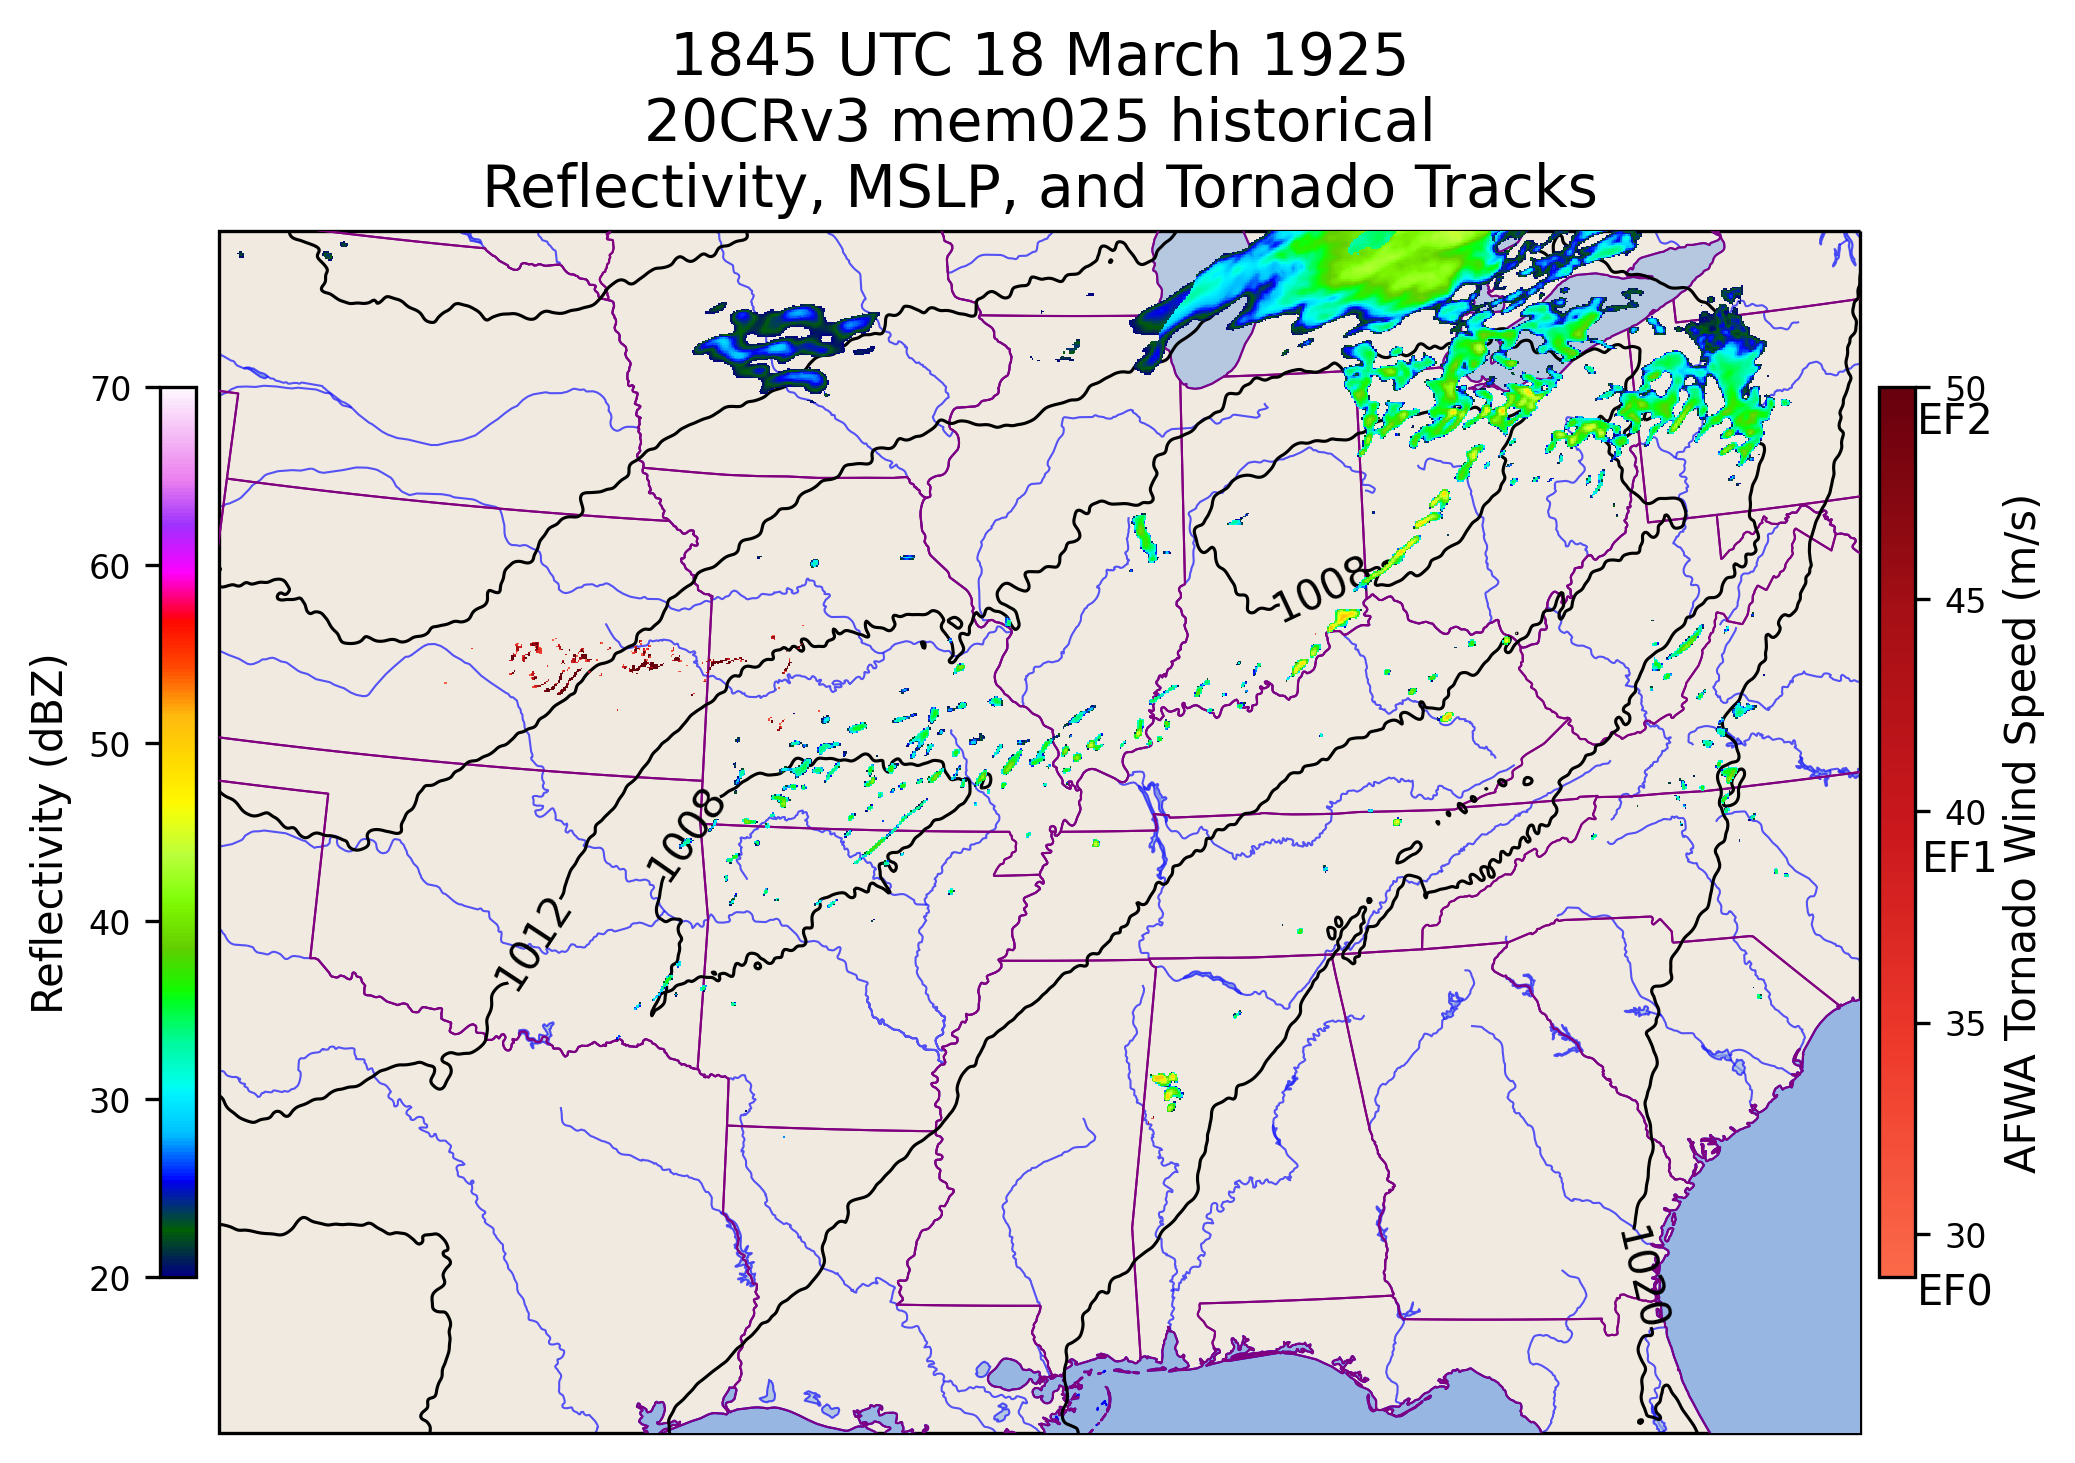 1845 UTC 18 March 1925
20CRv3 mem025 historical
Reflectivity, MSLP, and Tornado Tracks
Reflectivity (dBZ)
70
60
50
40
30
20
1008
1008
1012
1020
50
EF2
45
40
EF1
35
30
EF0
AFWA Tornado Wind Speed (m/s)